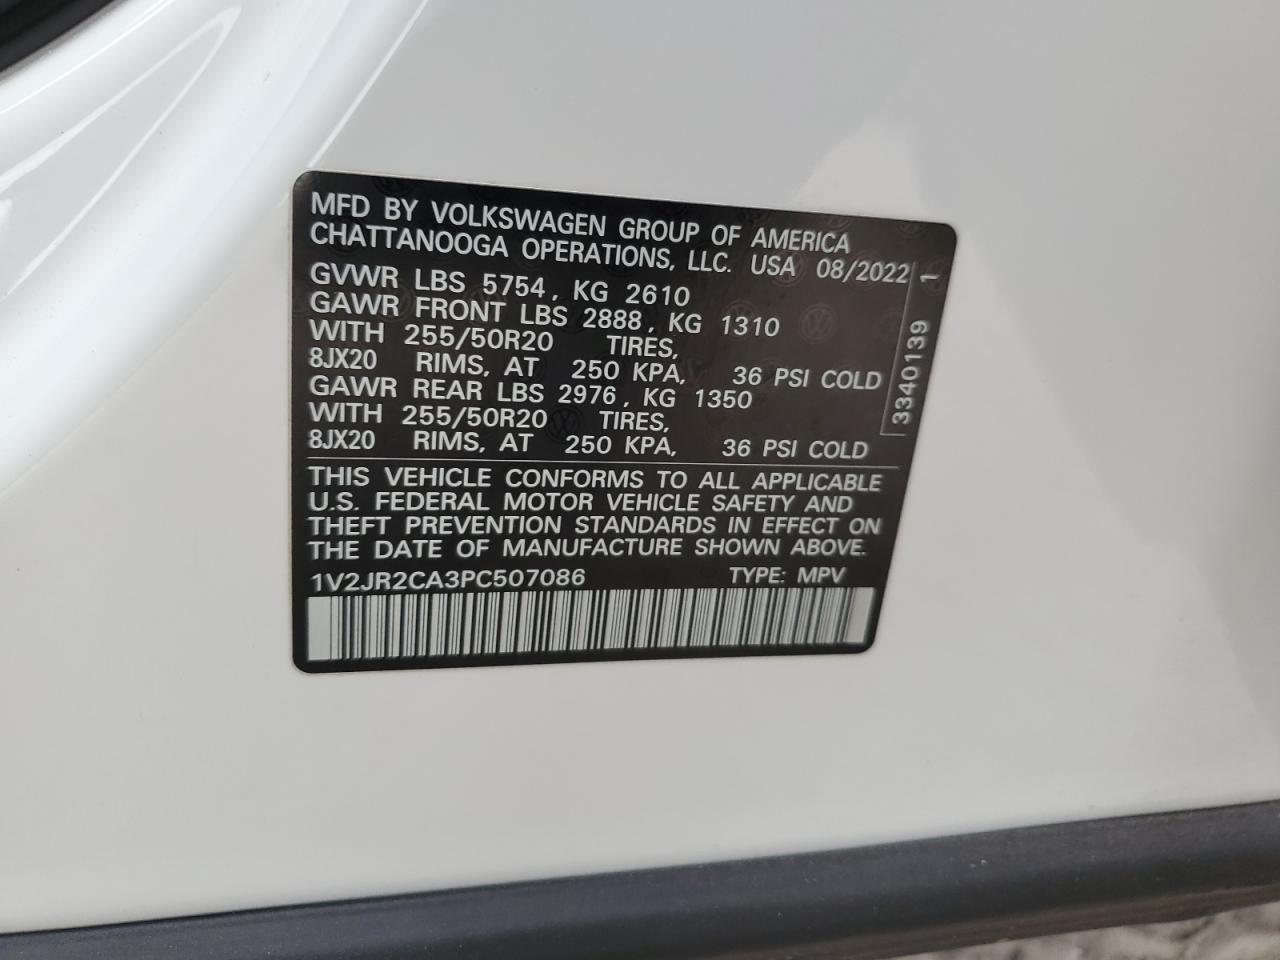 MFD BY VOLKSWAGEN GROUP OF AMERICA
CHATTANOOGA OPERATIONS, LLC. USA 08/2022
GVWR LBS 5754, KG 2610
GAWR FRONT LBS 2888, KG 1310
WITH 255/50R20 TIRES,
8JX20 RIMS, AT 250 KPA, 36 PSI COLD
GAWR REAR LBS 2976, KG 1350
WITH 255/50R20 TIRES,
8JX20 RIMS, AT 250 KPA, 36 PSI COLD
3340139 1
THIS VEHICLE CONFORMS TO ALL APPLICABLE
U.S. FEDERAL MOTOR VEHICLE SAFETY AND
THEFT PREVENTION STANDARDS IN EFFECT ON
THE DATE OF MANUFACTURE SHOWN ABOVE.
1V2JR2CA3PC507086 TYPE: MPV